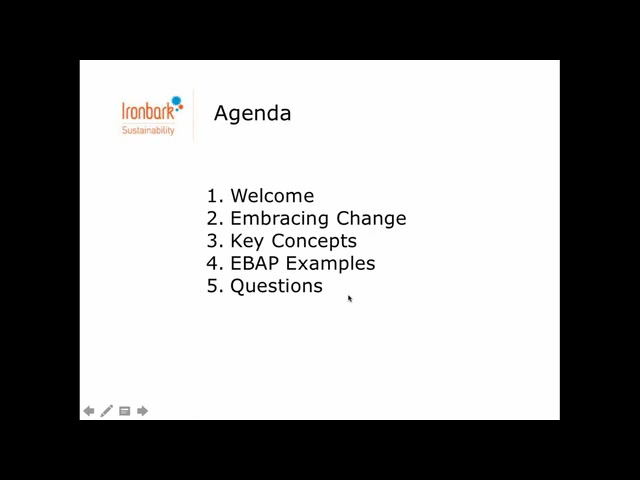 Ironbark
Sustainability
Agenda
1. Welcome
2. Embracing Change
3. Key Concepts
4. EBAP Examples
5. Questions